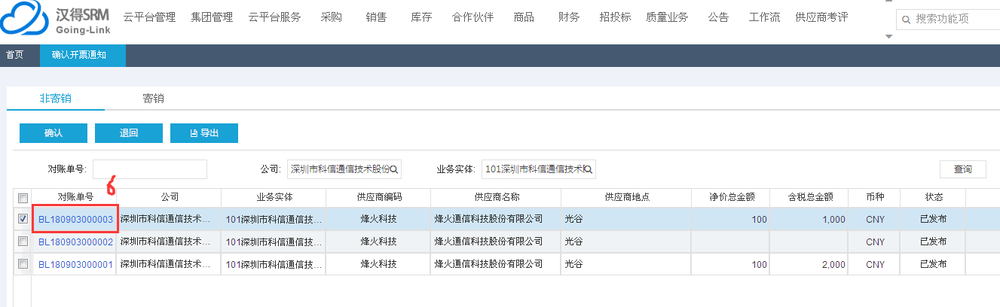 汉得SRM
Going-Link
云平台管理 集团管理 云平台服务 采购 销售 库存 合作伙伴 商品 财务 招投标 质量业务 公告 工作流 供应商考评
搜索功能项
首页 确认开票通知
非寄销 寄销
确认 退回 导出
对账单号: 公司: 深圳市科信通信技术股份 业务实体: 101深圳市科信通信技术 查询
6
对账单号 公司 业务实体 供应商编码 供应商名称 供应商地点 净价总金额 含税总金额 币种 状态
BL180903000003 深圳市科信通信技术... 101深圳市科信通信技... 烽火科技 烽火通信科技股份有限公司 光谷 100 1,000 CNY 已发布
BL180903000002 深圳市科信通信技术... 101深圳市科信通信技... 烽火科技 烽火通信科技股份有限公司 光谷 CNY 已发布
BL180903000001 深圳市科信通信技术... 101深圳市科信通信技... 烽火科技 烽火通信科技股份有限公司 光谷 100 2,000 CNY 已发布